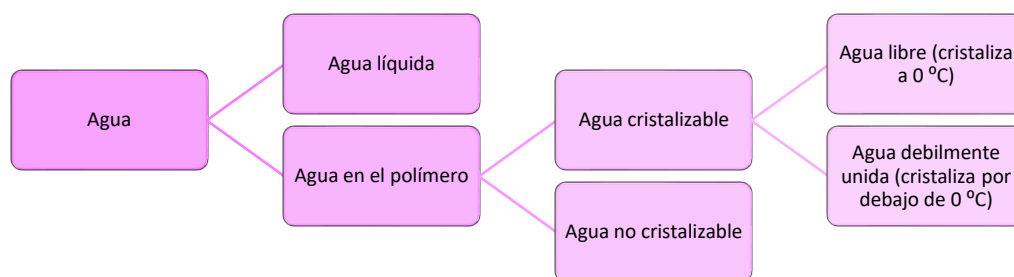 Agua
Agua líquida
Agua en el polímero
Agua cristalizable
Agua no cristalizable
Agua libre (cristaliza
a 0 ºC)
Agua debilmente
unida (cristaliza por
debajo de 0 ºC)